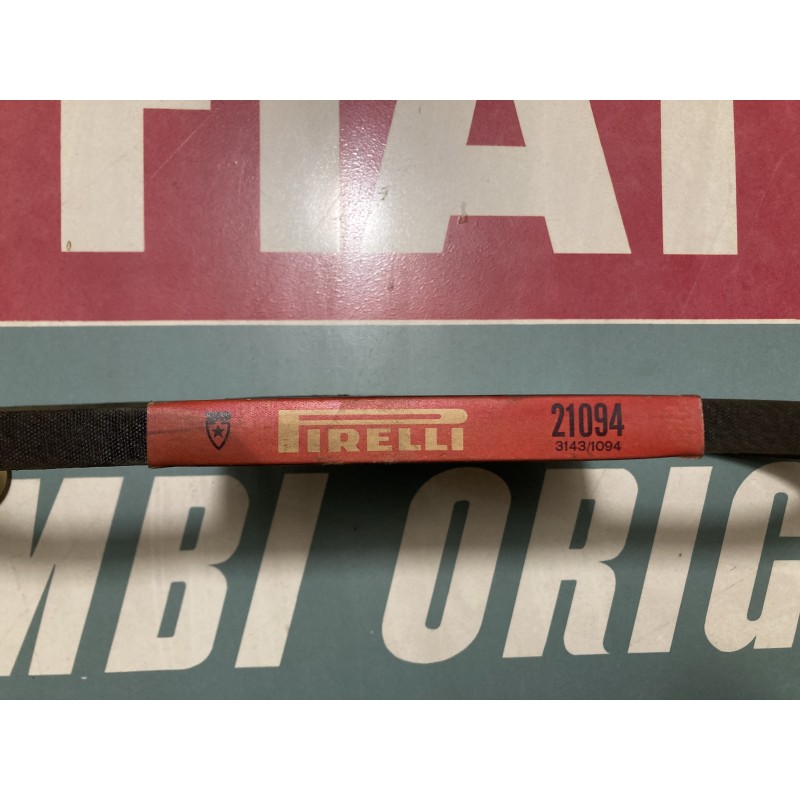 FIAT
PIRELLI
21094
3143/1094
MBI ORIG